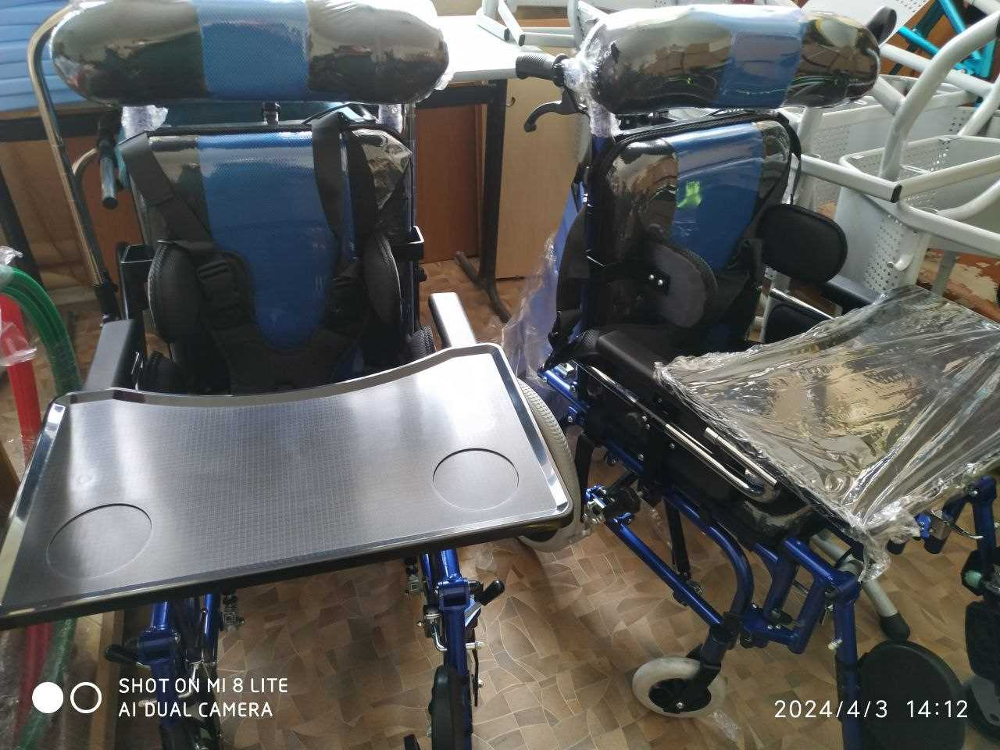 SHOT ON MI 8 LITE
AI DUAL CAMERA
2024/4/3 14:12